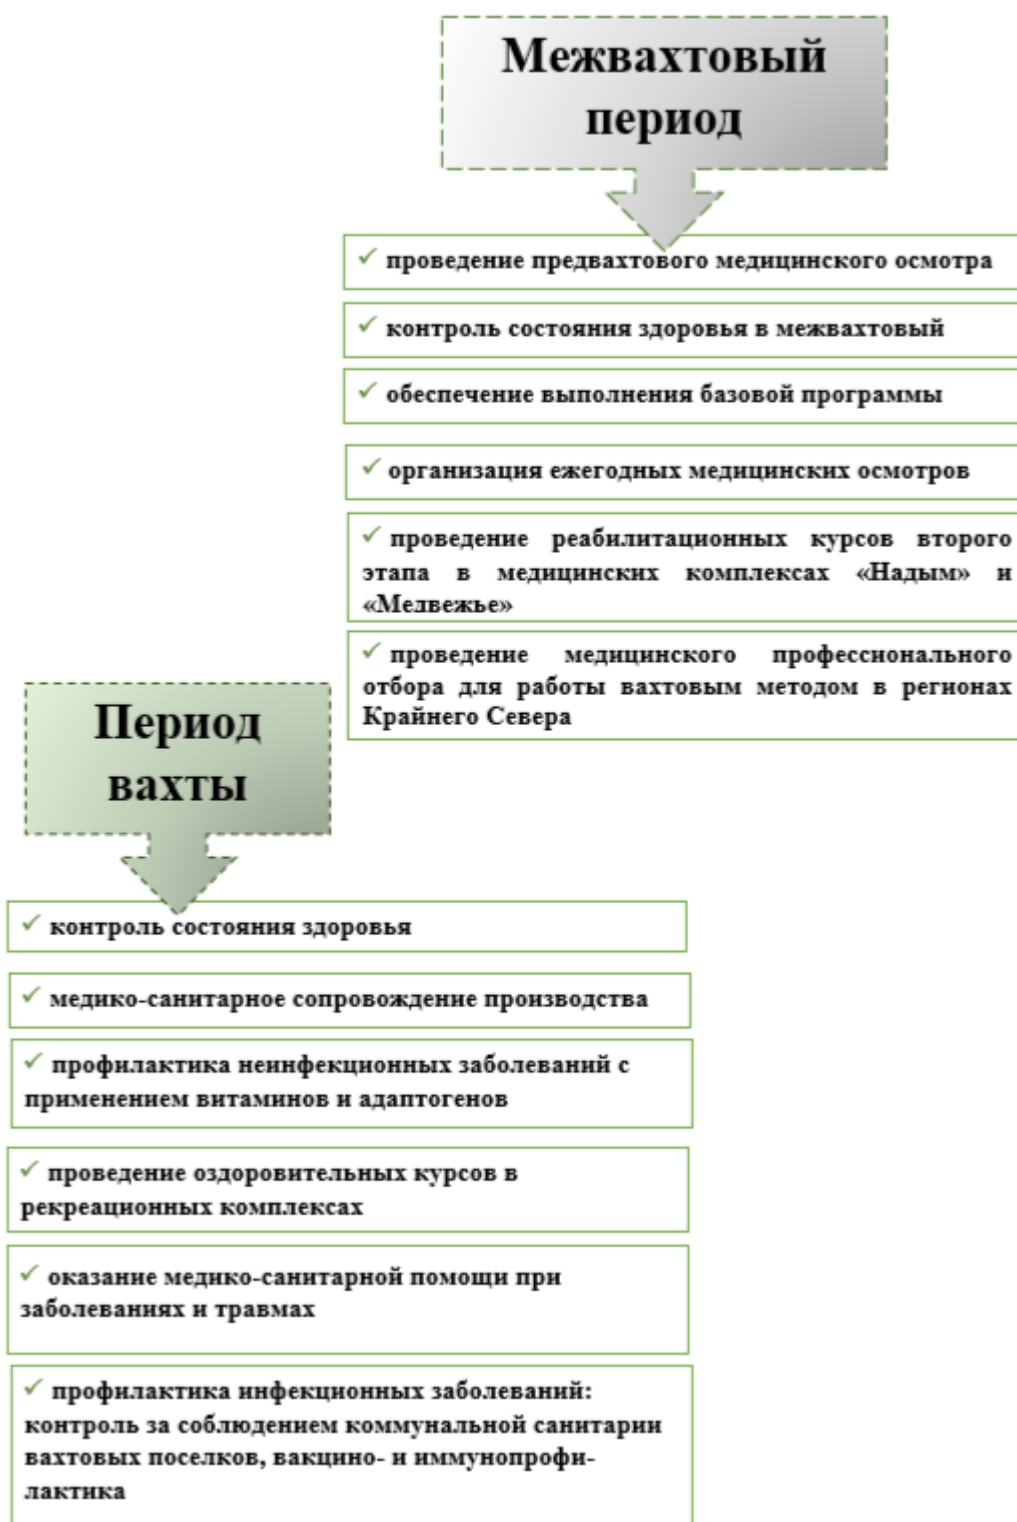 Межвахтовый
период
✓ проведение предвахтового медицинского осмотра
✓ контроль состояния здоровья в межвахтовый
✓ обеспечение выполнения базовой программы
✓ организация ежегодных медицинских осмотров
✓ проведение реабилитационных курсов второго
этапа в медицинских комплексах «Надым» и
«Медвежье»
✓ проведение медицинского профессионального
отбора для работы вахтовым методом в регионах
Крайнего Севера
Период
вахты
✓ контроль состояния здоровья
✓ медико-санитарное сопровождение производства
✓ профилактика неинфекционных заболеваний с
применением витаминов и адаптогенов
✓ проведение оздоровительных курсов в
рекреационных комплексах
✓ оказание медико-санитарной помощи при
заболеваниях и травмах
✓ профилактика инфекционных заболеваний:
контроль за соблюдением коммунальной санитарии
вахтовых поселков, вакцино- и иммунопрофи-
лактика